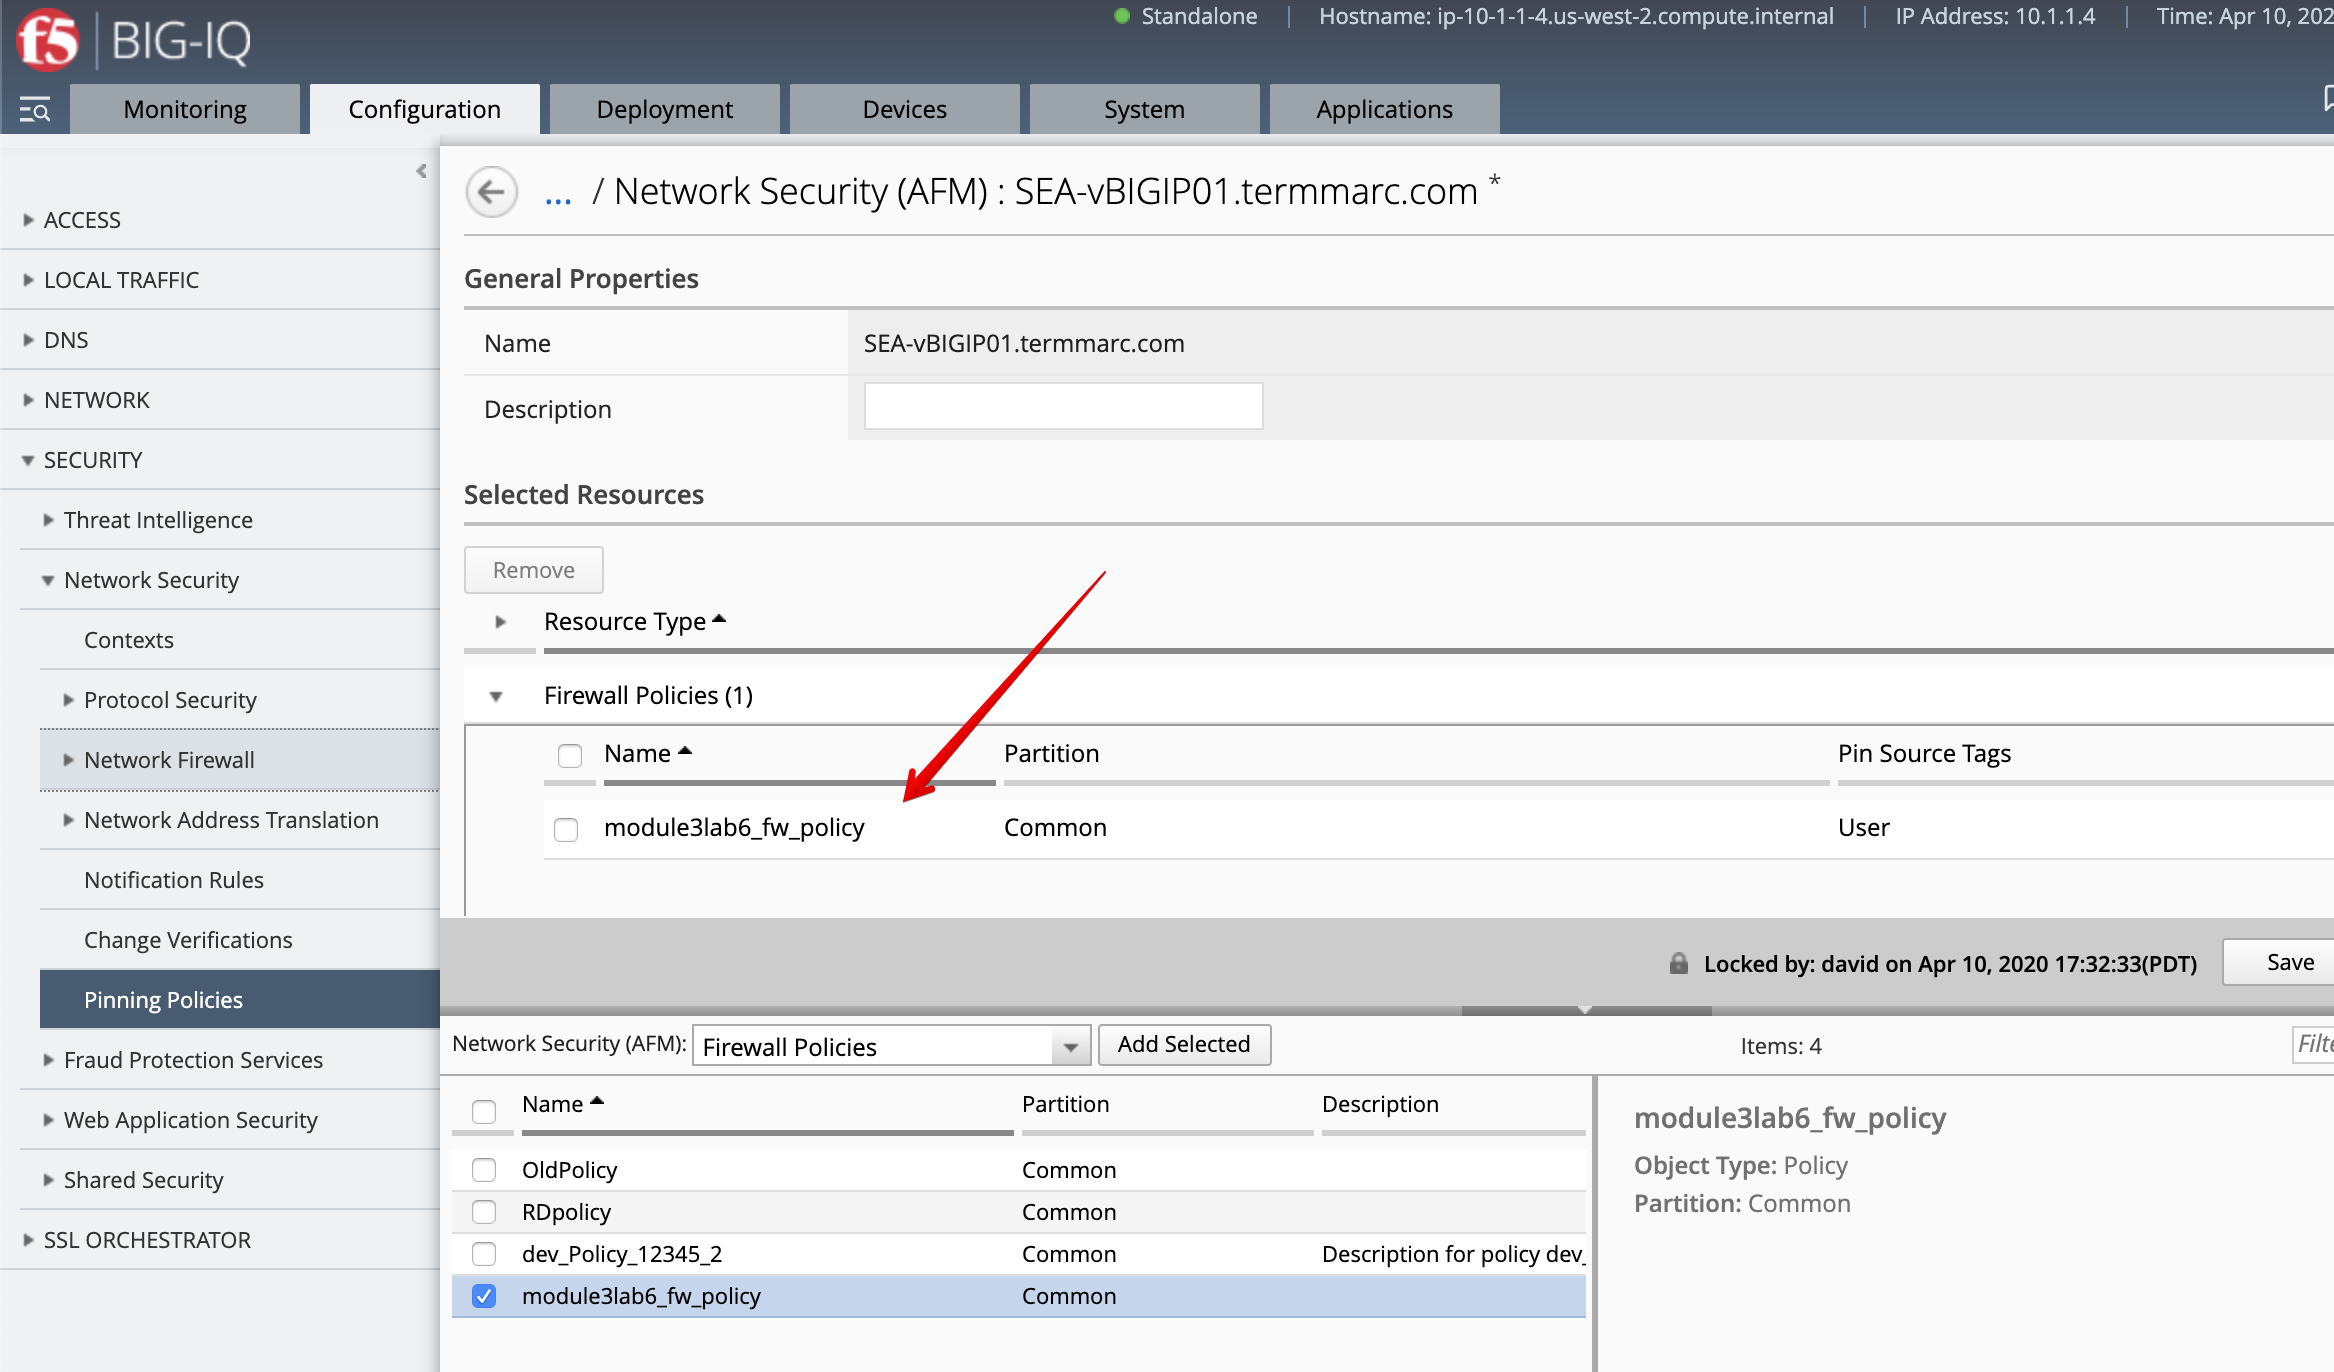 f5 BIG-IQ
Standalone
Hostname: ip-10-1-1-4.us-west-2.compute.internal
IP Address: 10.1.1.4
Time: Apr 10, 202
Monitoring
Configuration
Deployment
Devices
System
Applications
ACCESS
LOCAL TRAFFIC
DNS
NETWORK
SECURITY
Threat Intelligence
Network Security
Contexts
Protocol Security
Network Firewall
Network Address Translation
Notification Rules
Change Verifications
Pinning Policies
Fraud Protection Services
Web Application Security
Shared Security
SSL ORCHESTRATOR
... / Network Security (AFM) : SEA-vBIGIP01.termmarc.com *
General Properties
Name SEA-vBIGIP01.termmarc.com
Description
Selected Resources
Remove
Resource Type
Firewall Policies (1)
Name Partition Pin Source Tags
module3lab6_fw_policy Common User
Locked by: david on Apr 10, 2020 17:32:33(PDT)
Save
Network Security (AFM): Firewall Policies Add Selected Items: 4 Filte
Name Partition Description
OldPolicy Common
RDpolicy Common
dev_Policy_12345_2 Common Description for policy dev_
module3lab6_fw_policy Common
module3lab6_fw_policy
Object Type: Policy
Partition: Common